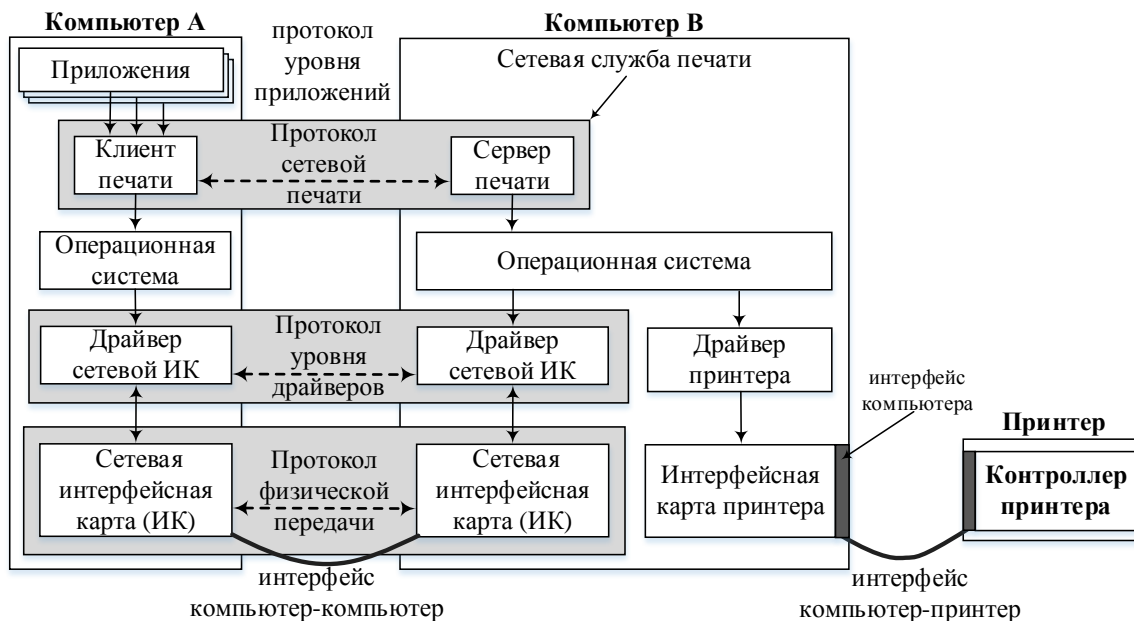 Компьютер А
протокол
уровня
приложений
Компьютер В
Приложения
Сетевая служба печати
Клиент
печати
Протокол
сетевой
печати
Сервер
печати
Операционная
система
Операционная система
Драйвер
сетевой ИК
Протокол
уровня
драйверов
Драйвер
сетевой ИК
Драйвер
принтера
интерфейс
компьютера
Сетевая
интерфейсная
карта (ИК)
Протокол
физической
передачи
Сетевая
интерфейсная
карта (ИК)
Интерфейсная
карта принтера
Принтер
Контроллер
принтера
интерфейс
компьютер-компьютер
интерфейс
компьютер-принтер